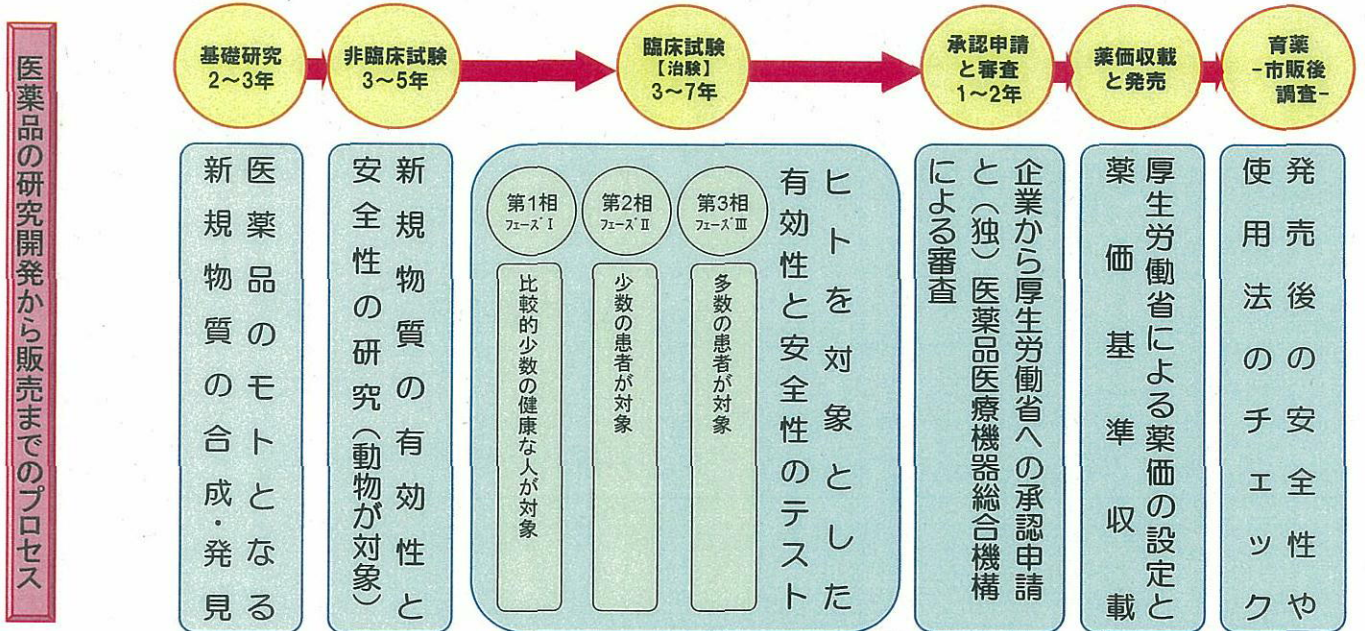 医薬品の研究開発から販売までのプロセス
基礎研究
2～3年
非臨床試験
3～5年
臨床試験
【治験】
3～7年
承認申請
と審査
1～2年
薬価収載
と発売
育薬
-市販後
調査-
医薬品のモトとなる
新規物質の合成・発見
新規物質の有効性と
安全性の研究（動物が対象）
ヒトを対象とした
有効性と安全性のテスト
第1相
フェーズⅠ
比較的少数の健康な人が対象
第2相
フェーズⅡ
少数の患者が対象
第3相
フェーズⅢ
多数の患者が対象
企業から厚生労働省への承認申請
と（独）医薬品医療機器総合機構
による審査
厚生労働省による薬価の設定と
薬価基準収載
発売後の安全性や
使用法のチェック